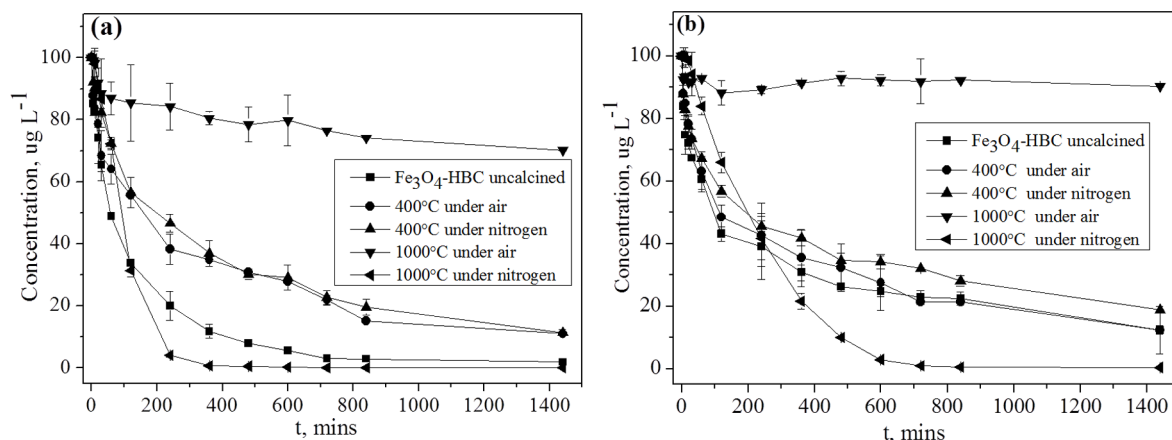 (a)
Concentration, ug L⁻¹
100
80
60
40
20
0
Fe₃O₄-HBC uncalcined
400°C under air
400°C under nitrogen
1000°C under air
1000°C under nitrogen
0 200 400 600 800 1000 1200 1400
t, mins
(b)
Concentration, ug L⁻¹
100
80
60
40
20
0
Fe₃O₄-HBC uncalcined
400°C under air
400°C under nitrogen
1000°C under air
1000°C under nitrogen
0 200 400 600 800 1000 1200 1400
t, mins